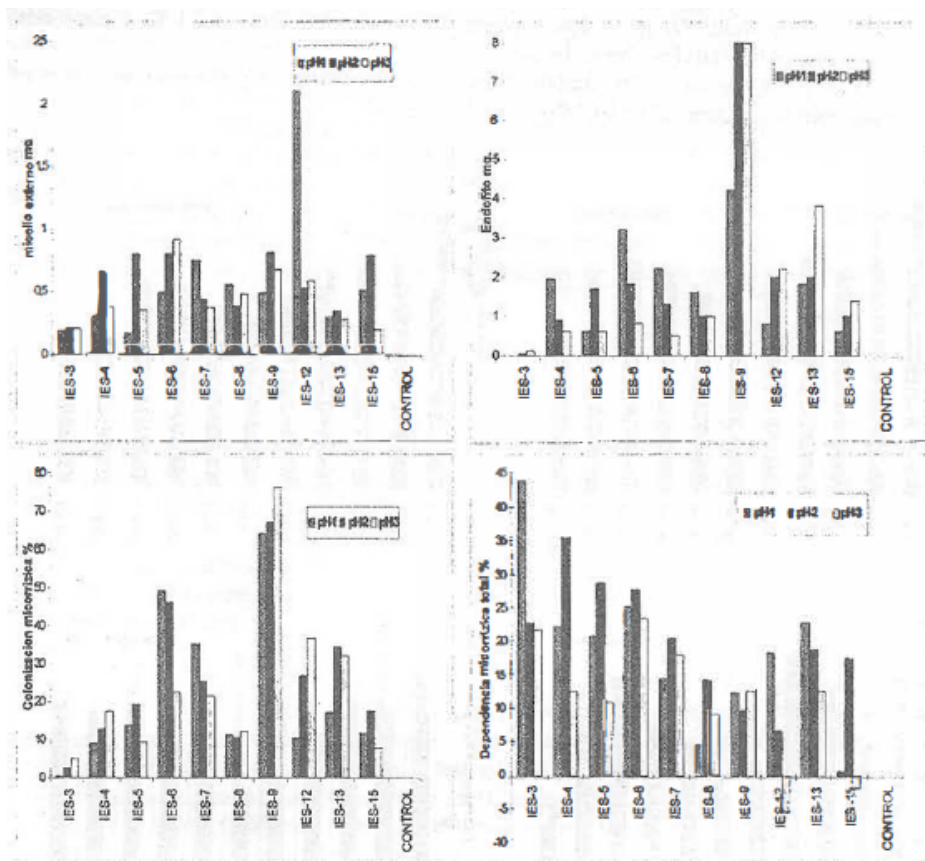 25
2
1
0,5
0
micelio externo mg
pH1 pH2 pH3
IES-3
IES-4
IES-5
IES-6
IES-7
IES-8
IES-9
IES-12
IES-13
IES-15
CONTROL
8
7
6
5
4
3
2
1
0
Endofito mg.
pH1 pH2 pH3
IES-3
IES-4
IES-5
IES-6
IES-7
IES-8
IES-9
IES-12
IES-13
IES-15
CONTROL
80
70
60
50
40
30
20
10
0
Colonizacion micorrizica %
pH1 pH2 pH3
IES-3
IES-4
IES-5
IES-6
IES-7
IES-8
IES-9
IES-12
IES-13
IES-15
CONTROL
45
40
35
30
25
20
15
10
5
0
-5
-10
Dependencia micorrizica total %
pH1 pH2 pH3
IES-3
IES-4
IES-5
IES-6
IES-7
IES-8
IES-9
IES-12
IES-13
CONTROL